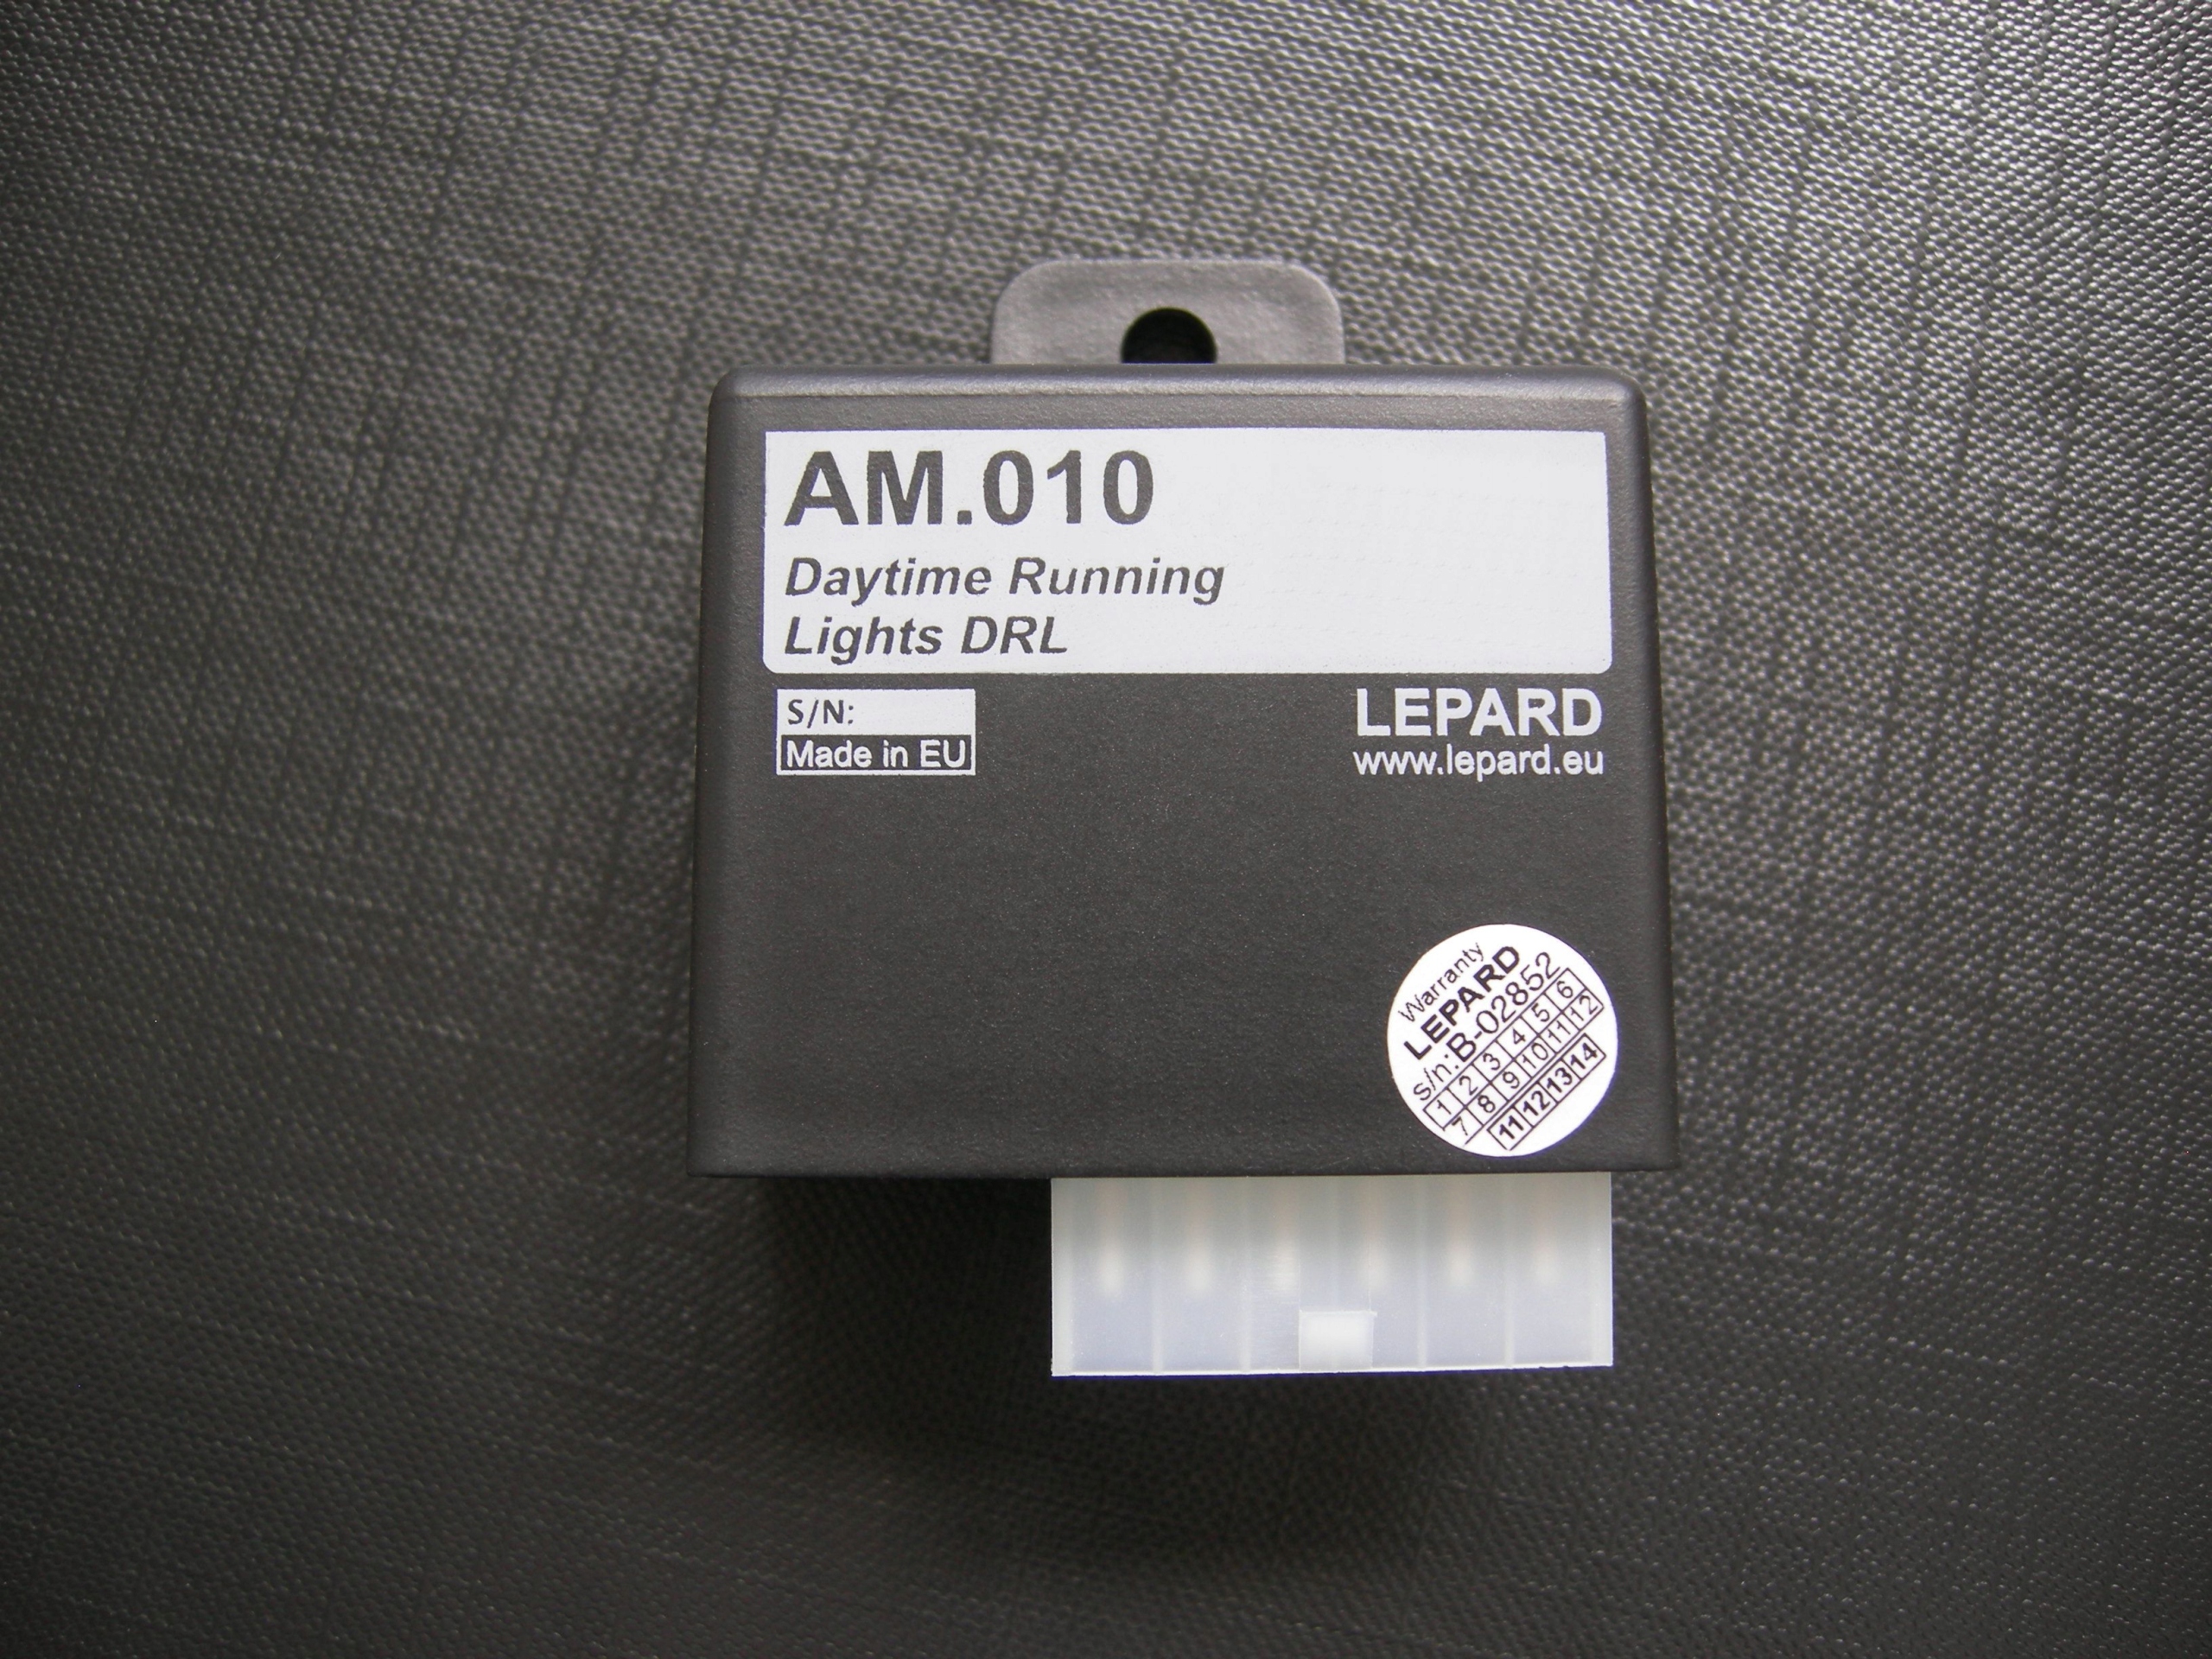 AM.010
Daytime Running
Lights DRL
S/N:
Made in EU
LEPARD
www.lepard.eu
Warranty
LEPARD
s/n:B-02852
1 2 3 4 5 6
7 8 9 10 11 12
11 12 13 14